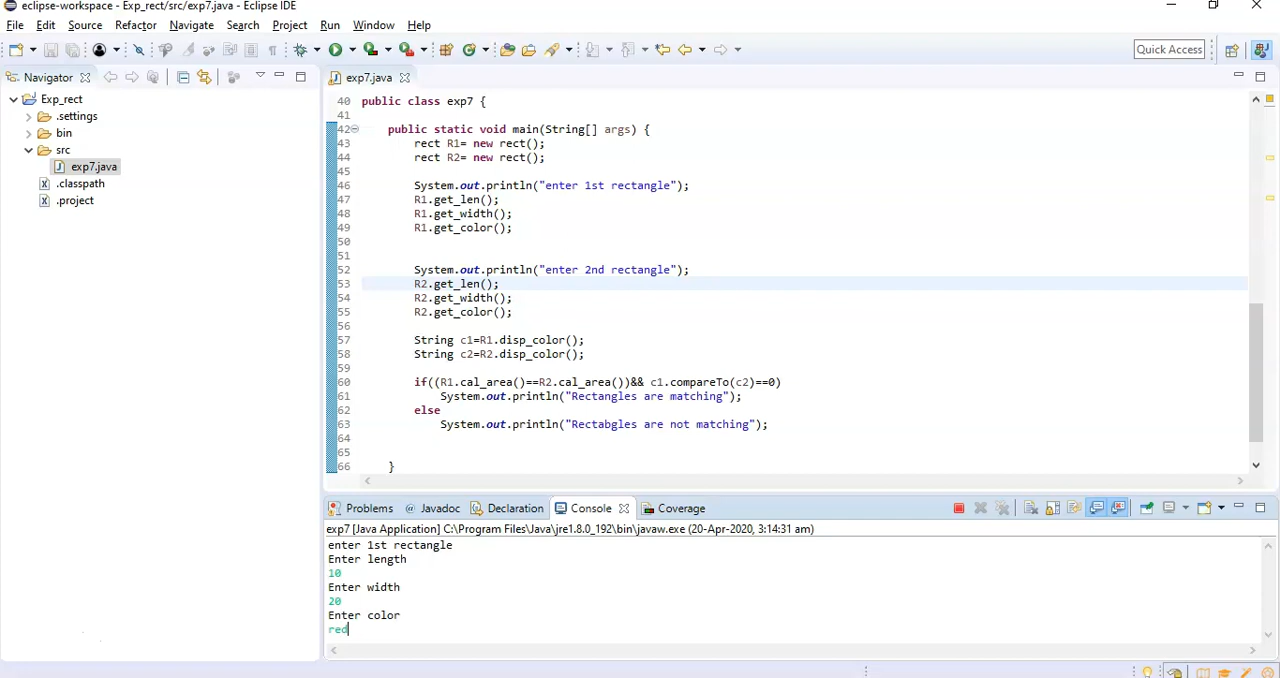 eclipse-workspace - Exp_rect/src/exp7.java - Eclipse IDE
File Edit Source Refactor Navigate Search Project Run Window Help
Quick Access
Navigator
exp7.java
Exp_rect
.settings
bin
src
exp7.java
.classpath
.project
40 public class exp7 {
41
42 public static void main(String[] args) {
43 rect R1= new rect();
44 rect R2= new rect();
45
46 System.out.println("enter 1st rectangle");
47 R1.get_len();
48 R1.get_width();
49 R1.get_color();
50
51
52 System.out.println("enter 2nd rectangle");
53 R2.get_len();
54 R2.get_width();
55 R2.get_color();
56
57 String c1=R1.disp_color();
58 String c2=R2.disp_color();
59
60 if((R1.cal_area()==R2.cal_area())&& c1.compareTo(c2)==0)
61 System.out.println("Rectangles are matching");
62 else
63 System.out.println("Rectabgles are not matching");
64
65
66 }
Problems @ Javadoc Declaration Console Coverage
exp7 [Java Application] C:\Program Files\Java\jre1.8.0_192\bin\javaw.exe (20-Apr-2020, 3:14:31 am)
enter 1st rectangle
Enter length
10
Enter width
20
Enter color
red